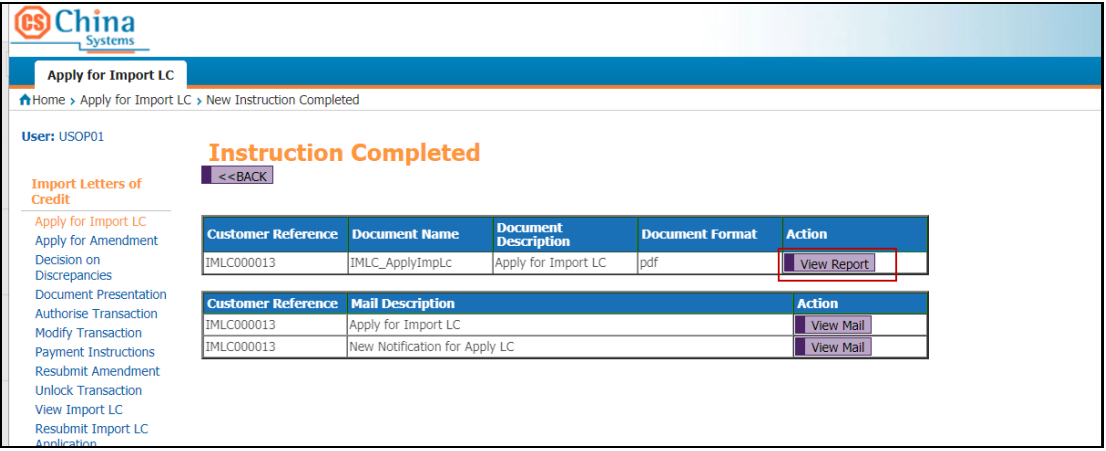 CS China
Systems
Apply for Import LC
Home > Apply for Import LC > New Instruction Completed
User: USOP01
Import Letters of
Credit
Apply for Import LC
Apply for Amendment
Decision on
Discrepancies
Document Presentation
Authorise Transaction
Modify Transaction
Payment Instructions
Resubmit Amendment
Unlock Transaction
View Import LC
Resubmit Import LC
Application
Instruction Completed
<<BACK
Customer Reference Document Name Document Description Document Format Action
IMLC000013 IMLC_ApplyImpLc Apply for Import LC pdf View Report
Customer Reference Mail Description Action
IMLC000013 Apply for Import LC View Mail
IMLC000013 New Notification for Apply LC View Mail